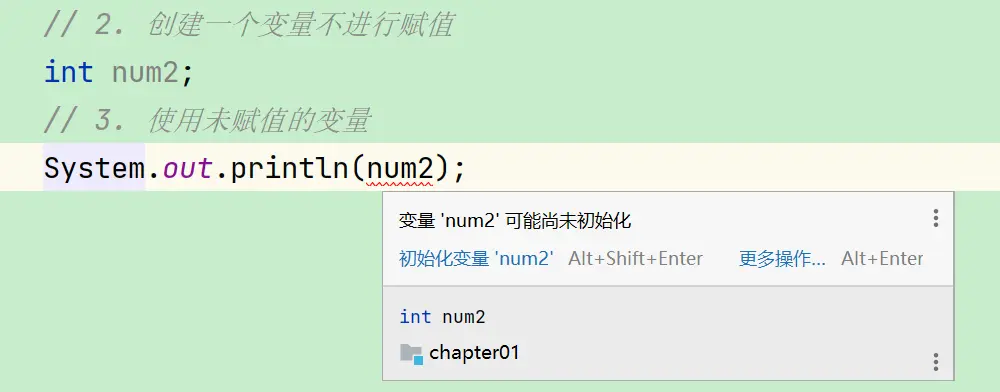 // 2. 创建一个变量不进行赋值
int num2;
// 3. 使用未赋值的变量
System.out.println(num2);
变量 'num2' 可能尚未初始化
初始化变量 'num2' Alt+Shift+Enter 更多操作... Alt+Enter
int num2
chapter01